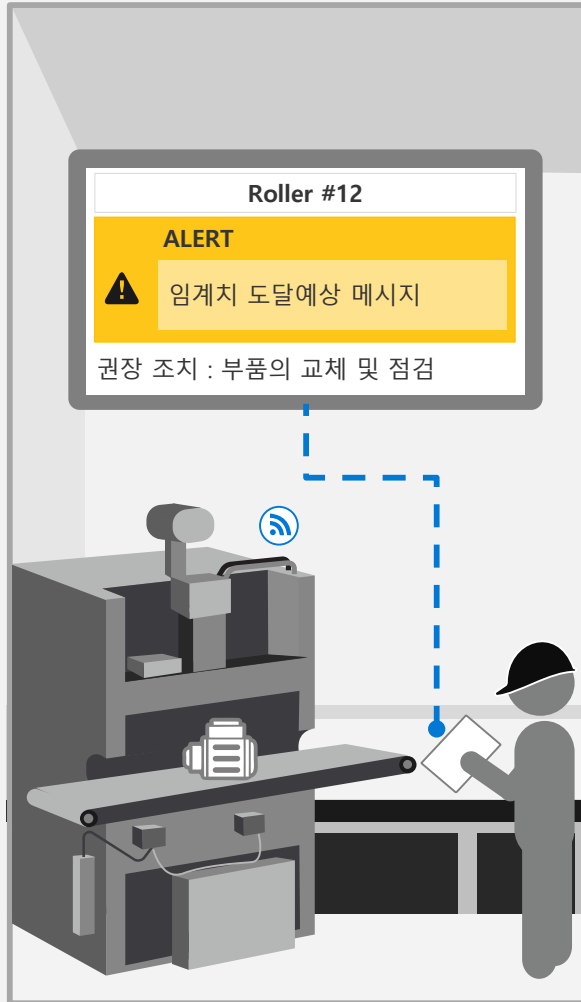 Roller #12
ALERT
임계치 도달예상 메시지
권장 조치 : 부품의 교체 및 점검